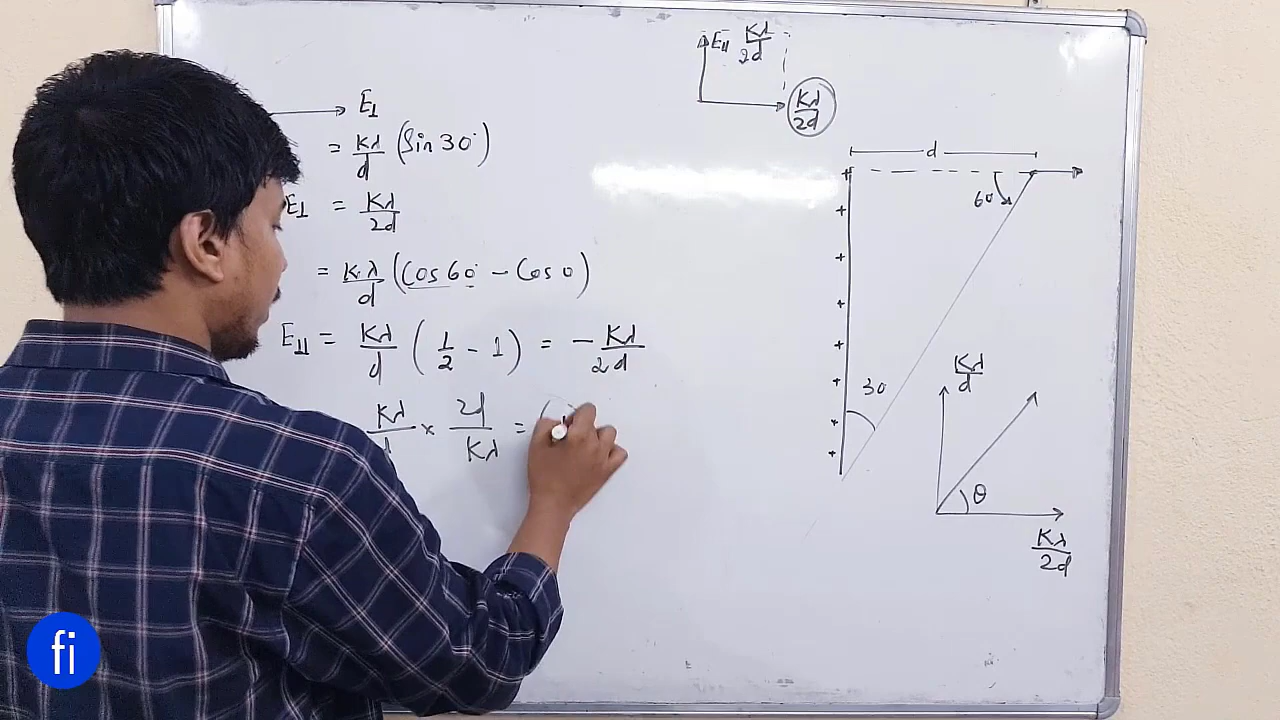 E⊥
= Kλ/d (Sin 30°)
E⊥ = Kλ/2d
= K.λ/d (Cos 60° - Cos 0)
E|| = Kλ/d (1/2 - 1) = - Kλ/2d
Kλ/d × 2d/Kλ =
E|| Kλ/2d
Kλ/2d
d
60
+
+
+
+
+
+
+
+
30
Kλ/d
θ
Kλ/2d
fi